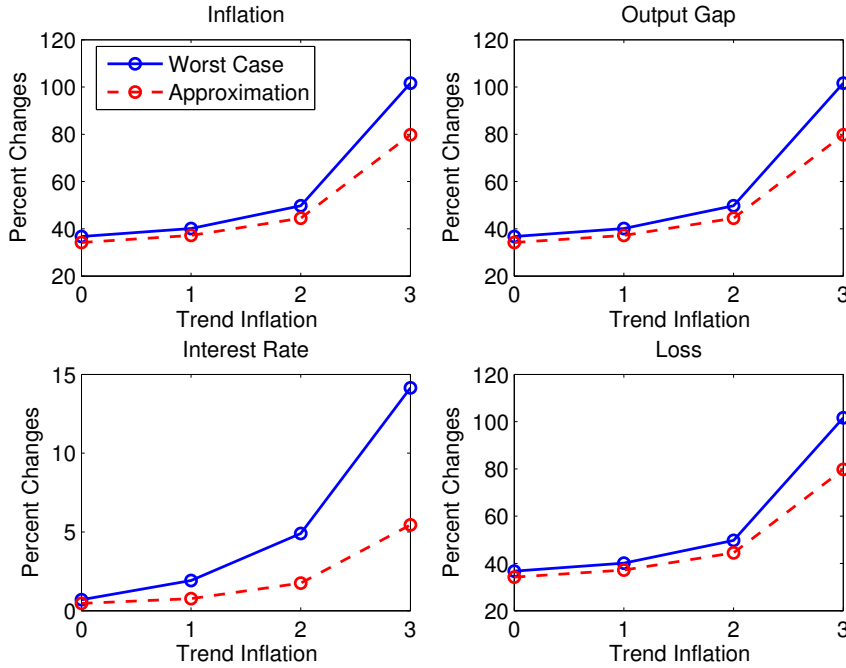 Inflation
120
100
80
60
40
20
Percent Changes
Worst Case
Approximation
0 1 2 3
Trend Inflation
Output Gap
120
100
80
60
40
20
Percent Changes
0 1 2 3
Trend Inflation
Interest Rate
15
10
5
0
Percent Changes
0 1 2 3
Trend Inflation
Loss
120
100
80
60
40
20
Percent Changes
0 1 2 3
Trend Inflation